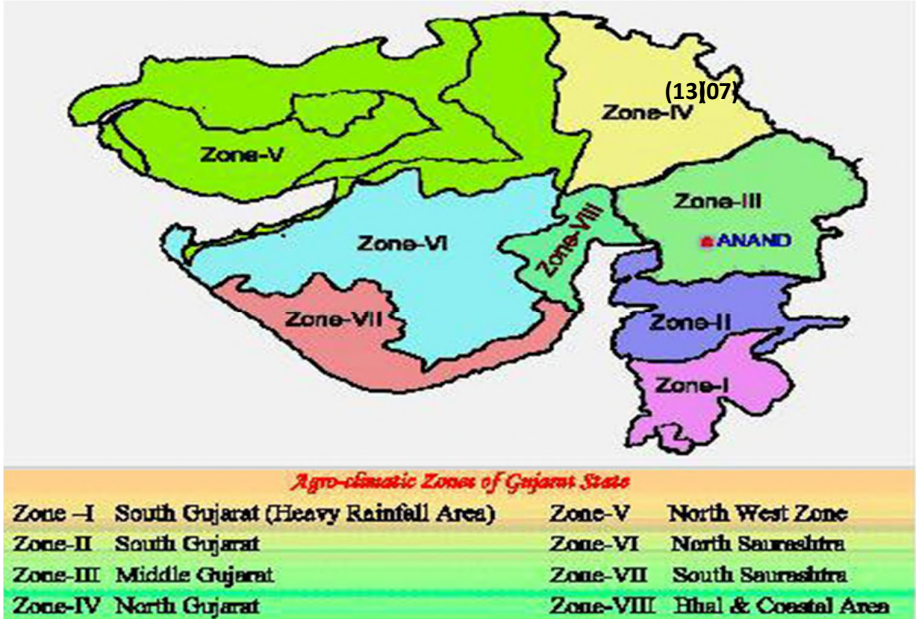 (13|07)
Zone-IV
Zone-V
Zone-III
ANAND
Zone-VI
Zone-VIII
Zone-VII
Zone-II
Zone-I
Agro-climatic Zones of Gujarat State
Zone –I South Gujarat (Heavy Rainfall Area) Zone-V North West Zone
Zone-II South Gujarat Zone-VI North Saurashtra
Zone-III Middle Gujarat Zone-VII South Saurashtra
Zone-IV North Gujarat Zone-VIII Bhal & Coastal Area